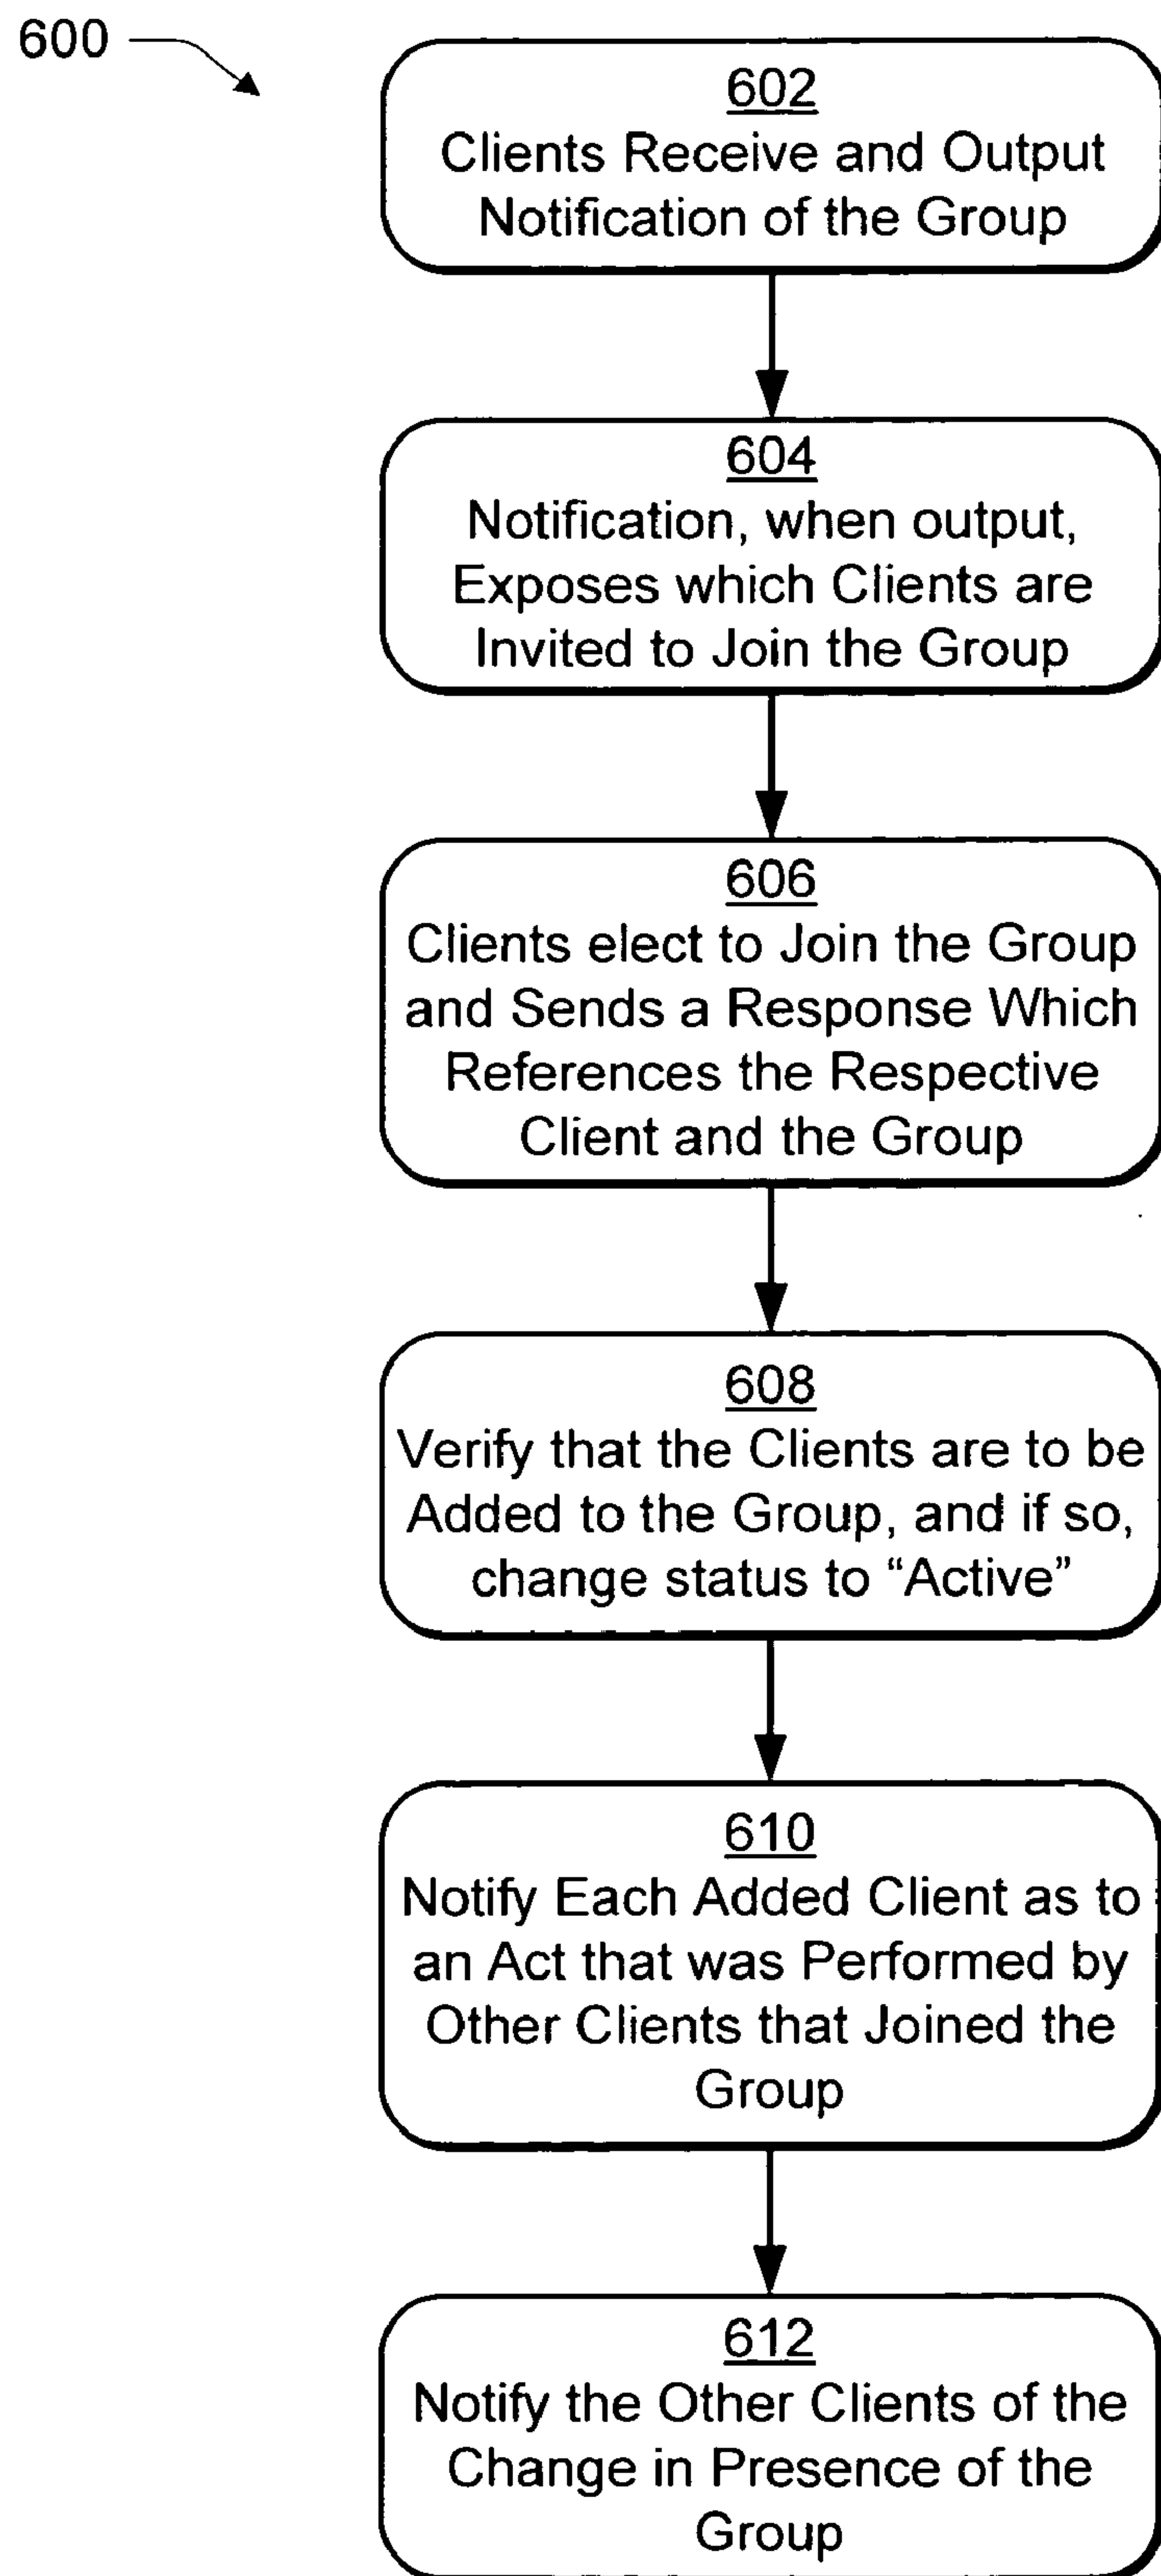 600
602
Clients Receive and Output
Notification of the Group
604
Notification, when output,
Exposes which Clients are
Invited to Join the Group
606
Clients elect to Join the Group
and Sends a Response Which
References the Respective
Client and the Group
608
Verify that the Clients are to be
Added to the Group, and if so,
change status to “Active”
610
Notify Each Added Client as to
an Act that was Performed by
Other Clients that Joined the
Group
612
Notify the Other Clients of the
Change in Presence of the
Group